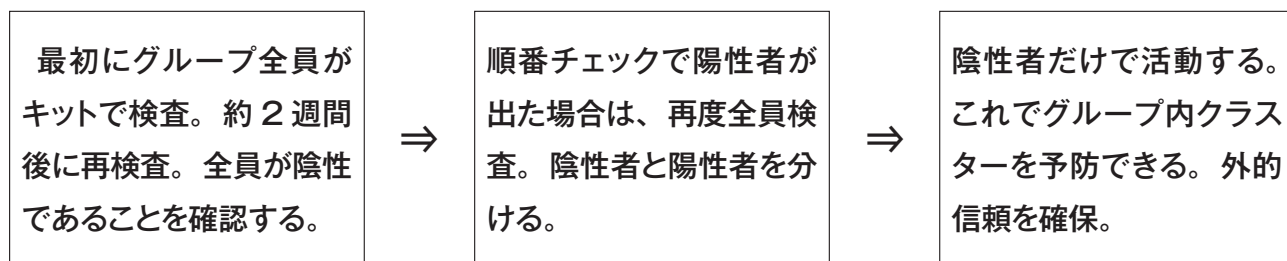 最初にグループ全員が
キットで検査。約2週間
後に再検査。全員が陰性
であることを確認する。
⇒
順番チェックで陽性者が
出た場合は、再度全員検
査。陰性者と陽性者を分
ける。
⇒
陰性者だけで活動する。
これでグループ内クラス
ターを予防できる。外的
信頼を確保。